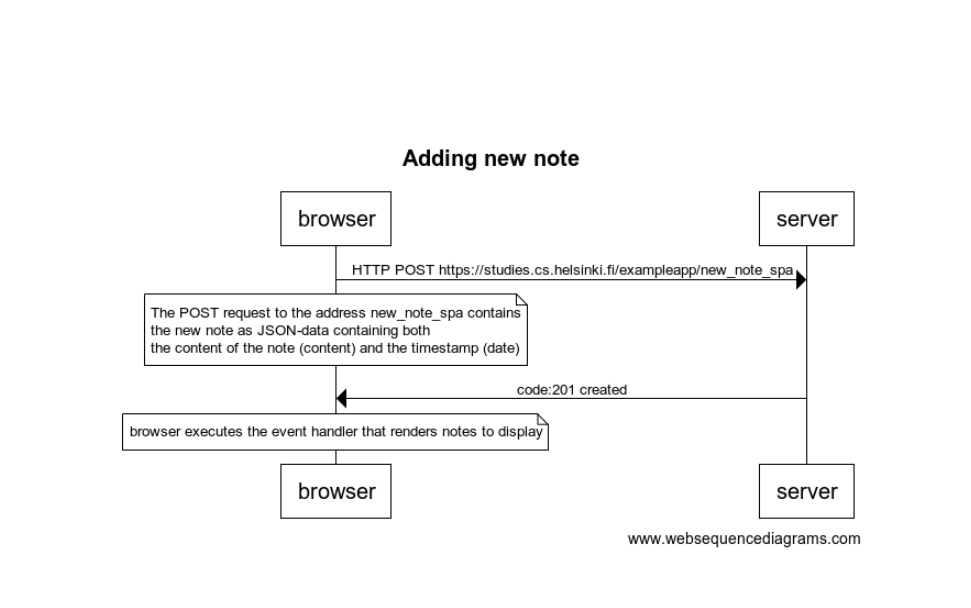 Adding new note
browser
server
HTTP POST https://studies.cs.helsinki.fi/exampleapp/new_note_spa
The POST request to the address new_note_spa contains
the new note as JSON-data containing both
the content of the note (content) and the timestamp (date)
code:201 created
browser executes the event handler that renders notes to display
browser
server
www.websequencediagrams.com